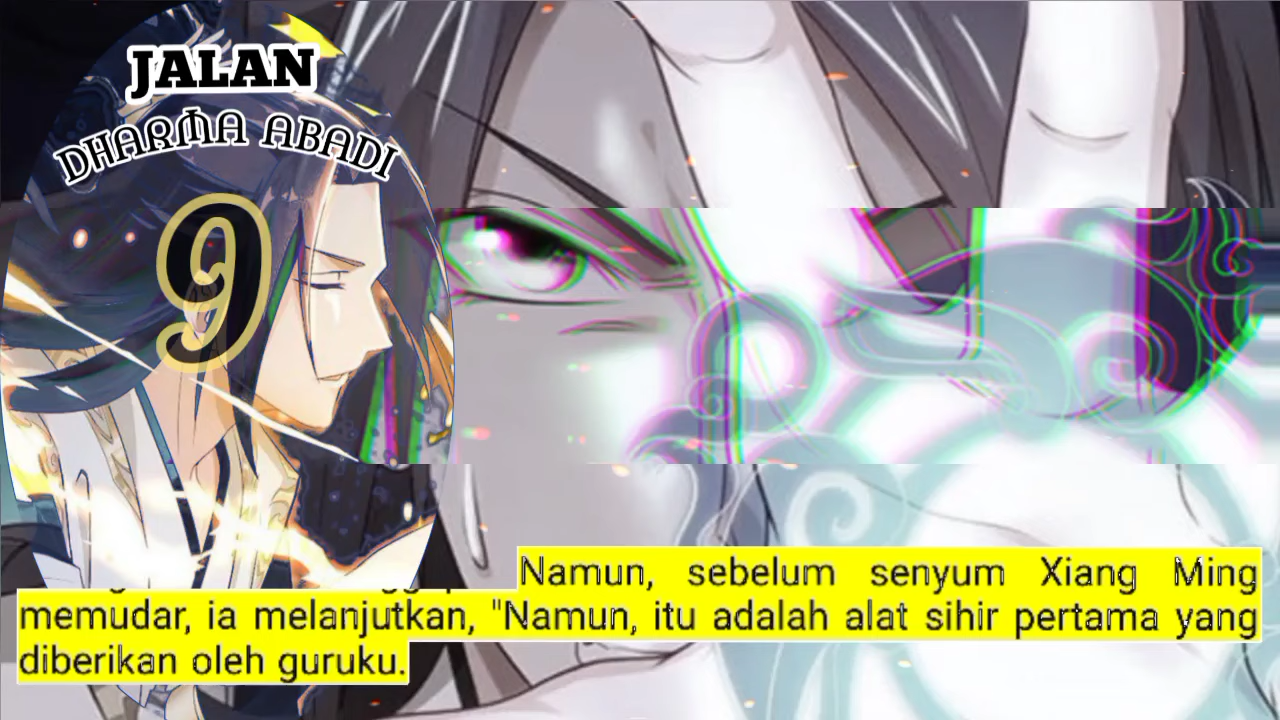 JALAN
DHARMA ABADI
9
Namun, sebelum senyum Xiang Ming
memudar, ia melanjutkan, "Namun, itu adalah alat sihir pertama yang
diberikan oleh guruku.